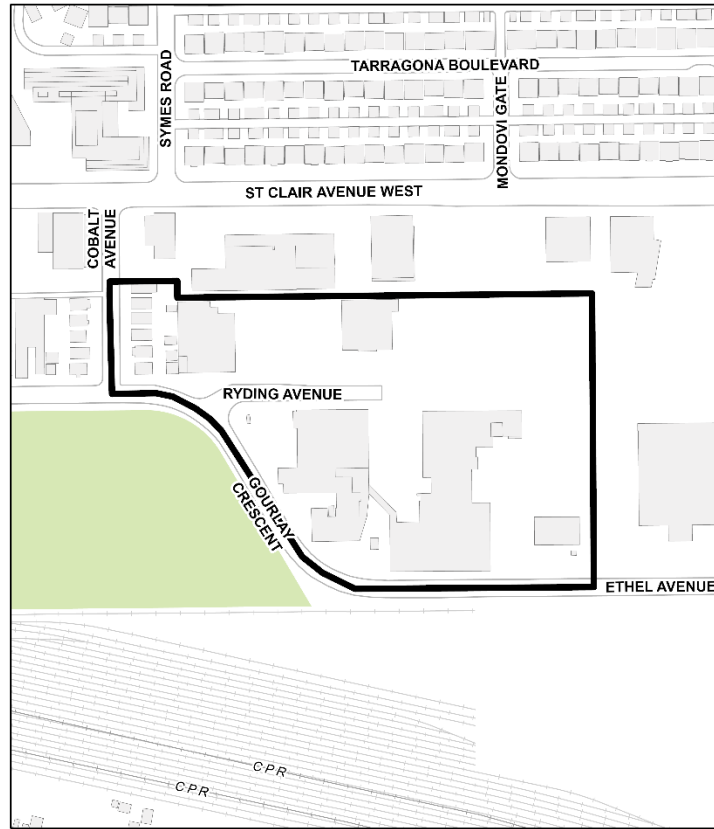 TARRAGONA BOULEVARD
SYMES ROAD
MONDOVI GATE
ST CLAIR AVENUE WEST
COBALT
AVENUE
RYDING AVENUE
GOURLAY
CRESCENT
ETHEL AVENUE
CPR
CPR